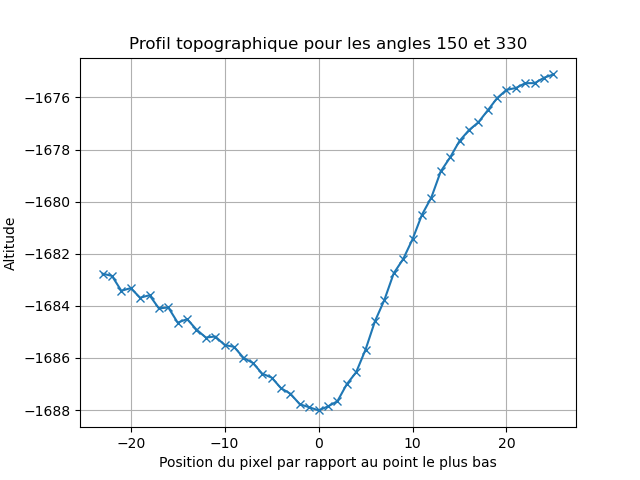 Profil topographique pour les angles 150 et 330
Altitude
−1676
−1678
−1680
−1682
−1684
−1686
−1688
−20 −10 0 10 20
Position du pixel par rapport au point le plus bas